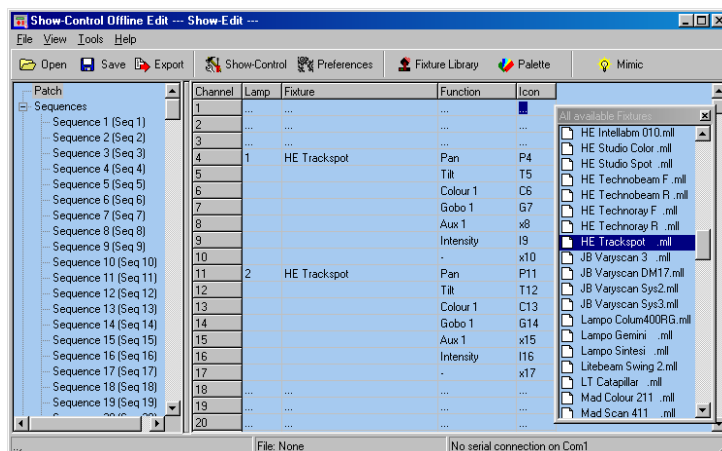 Show-Control Offline Edit --- Show-Edit ---
File View Tools Help
Open Save Export Show-Control Preferences Fixture Library Palette Mimic
Patch
Sequences
Sequence 1 (Seq 1)
Sequence 2 (Seq 2)
Sequence 3 (Seq 3)
Sequence 4 (Seq 4)
Sequence 5 (Seq 5)
Sequence 6 (Seq 6)
Sequence 7 (Seq 7)
Sequence 8 (Seq 8)
Sequence 9 (Seq 9)
Sequence 10 (Seq 10)
Sequence 11 (Seq 11)
Sequence 12 (Seq 12)
Sequence 13 (Seq 13)
Sequence 14 (Seq 14)
Sequence 15 (Seq 15)
Sequence 16 (Seq 16)
Sequence 17 (Seq 17)
Sequence 18 (Seq 18)
Sequence 19 (Seq 19)
Channel Lamp Fixture Function Icon
1 ... ... ... ...
2 ... ... ... ...
3 ... ... ... ...
4 1 HE Trackspot Pan P4
5 Tilt T5
6 Colour 1 C6
7 Gobo 1 G7
8 Aux 1 x8
9 Intensity I9
10 - x10
11 2 HE Trackspot Pan P11
12 Tilt T12
13 Colour 1 C13
14 Gobo 1 G14
15 Aux 1 x15
16 Intensity I16
17 - x17
18 ... ... ... ...
19 ... ... ... ...
20 ... ... ... ...
All available Fixtures
HE Intellabm 010.mll
HE Studio Color .mll
HE Studio Spot .mll
HE Technobeam F .mll
HE Technobeam R .mll
HE Technoray F .mll
HE Technoray R .mll
HE Trackspot .mll
JB Varyscan 3 .mll
JB Varyscan DM17.mll
JB Varyscan Sys2.mll
JB Varyscan Sys3.mll
Lampo Colum400RG.mll
Lampo Gemini .mll
Lampo Sintesi .mll
Litebeam Swing 2.mll
LT Catapillar .mll
Mad Colour 211 .mll
Mad Scan 411 .mll
... File: None No serial connection on Com1